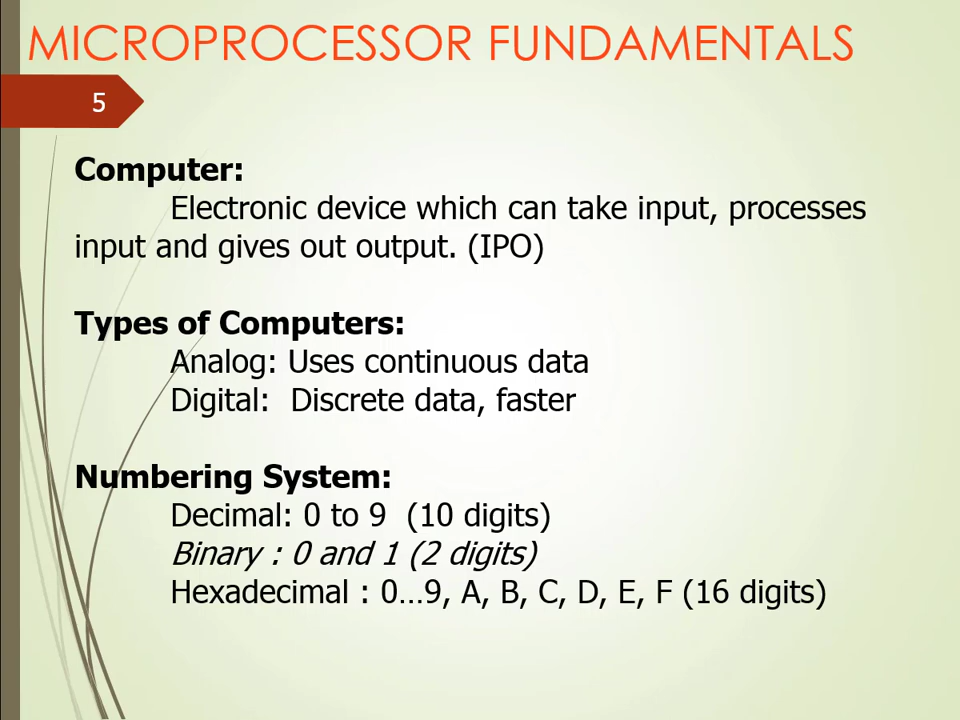 MICROPROCESSOR FUNDAMENTALS
5
Computer:
Electronic device which can take input, processes
input and gives out output. (IPO)
Types of Computers:
Analog: Uses continuous data
Digital: Discrete data, faster
Numbering System:
Decimal: 0 to 9 (10 digits)
Binary : 0 and 1 (2 digits)
Hexadecimal : 0…9, A, B, C, D, E, F (16 digits)